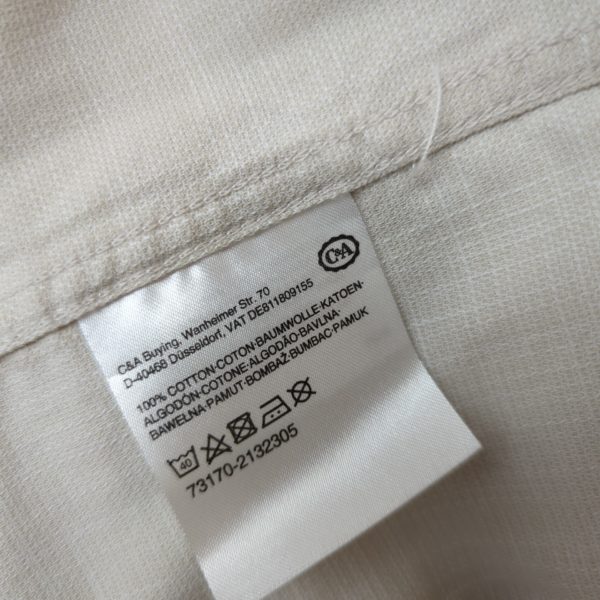 C&A
C&A Buying, Wanheimer Str. 70
D-40468 Düsseldorf, VAT DE811809155
100% COTTON·COTON·BAUMWOLLE·KATOEN·
ALGODÓN·COTONE·ALGODÃO·BAVLNA·
BAWEŁNA·PAMUT·BOMBAŽ·BUMBAC·PAMUK
40
73170-2132305